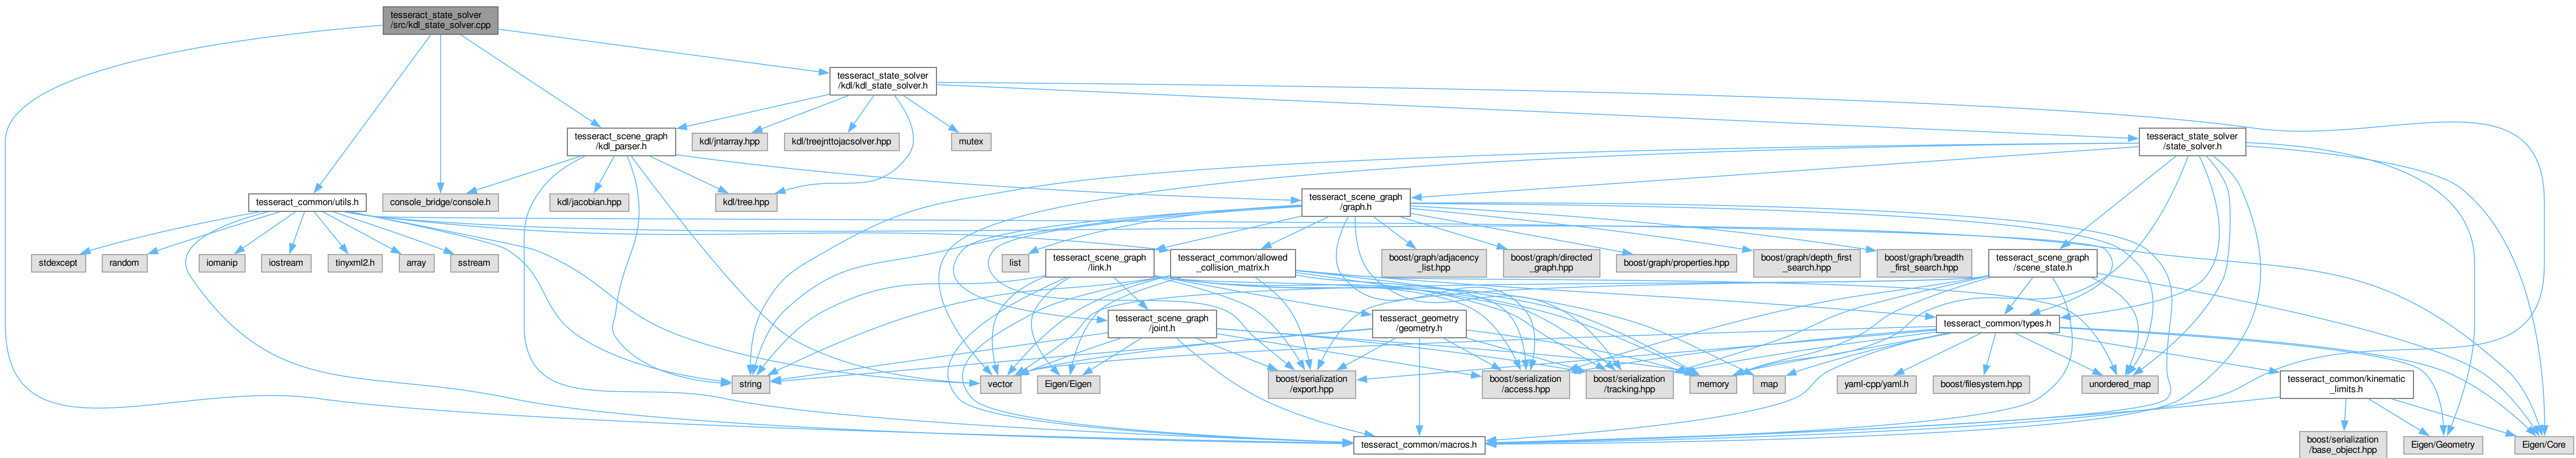 tesseract_state_solver
/src/kdl_state_solver.cpp
tesseract_state_solver
/kdl/kdl_state_solver.h
tesseract_scene_graph
/kdl_parser.h
kdl/jntarray.hpp
kdl/treejnttojacsolver.hpp
mutex
tesseract_state_solver
/state_solver.h
tesseract_common/utils.h
console_bridge/console.h
kdl/jacobian.hpp
kdl/tree.hpp
tesseract_scene_graph
/graph.h
stdexcept
random
iomanip
iostream
tinyxml2.h
array
sstream
list
tesseract_scene_graph
/link.h
tesseract_common/allowed
_collision_matrix.h
boost/graph/adjacency
_list.hpp
boost/graph/directed
_graph.hpp
boost/graph/properties.hpp
boost/graph/depth_first
_search.hpp
boost/graph/breadth
_first_search.hpp
tesseract_scene_graph
/scene_state.h
tesseract_scene_graph
/joint.h
tesseract_geometry
/geometry.h
tesseract_common/types.h
string
vector
Eigen/Eigen
boost/serialization
/export.hpp
boost/serialization
/access.hpp
boost/serialization
/tracking.hpp
memory
map
yaml-cpp/yaml.h
boost/filesystem.hpp
unordered_map
tesseract_common/kinematic
_limits.h
tesseract_common/macros.h
boost/serialization
/base_object.hpp
Eigen/Geometry
Eigen/Core